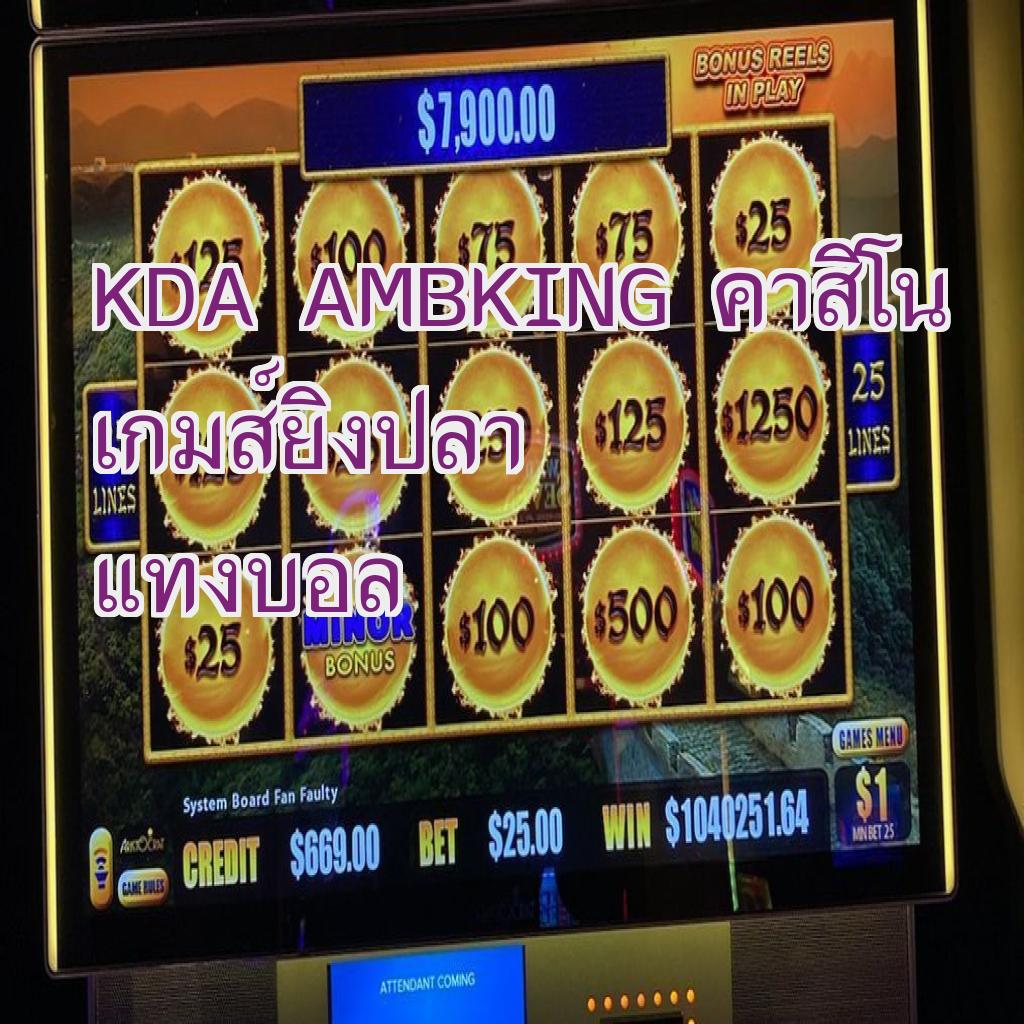 BONUS REELS
IN PLAY
$7,900.00
$125 $100 $75 $75 $25
KDA AMBKING คาสิโน
$125 $1250
25
LINES
LINES
เกมส์ยิงปลา
แทงบอล
$25 $100 $500 $100
MINOR
BONUS
GAMES MENU
$1
MIN BET 25
System Board Fan Faulty
ARISTOCRAT
GAME RULES
CREDIT $669.00 BET $25.00 WIN $1040251.64
ATTENDANT COMING